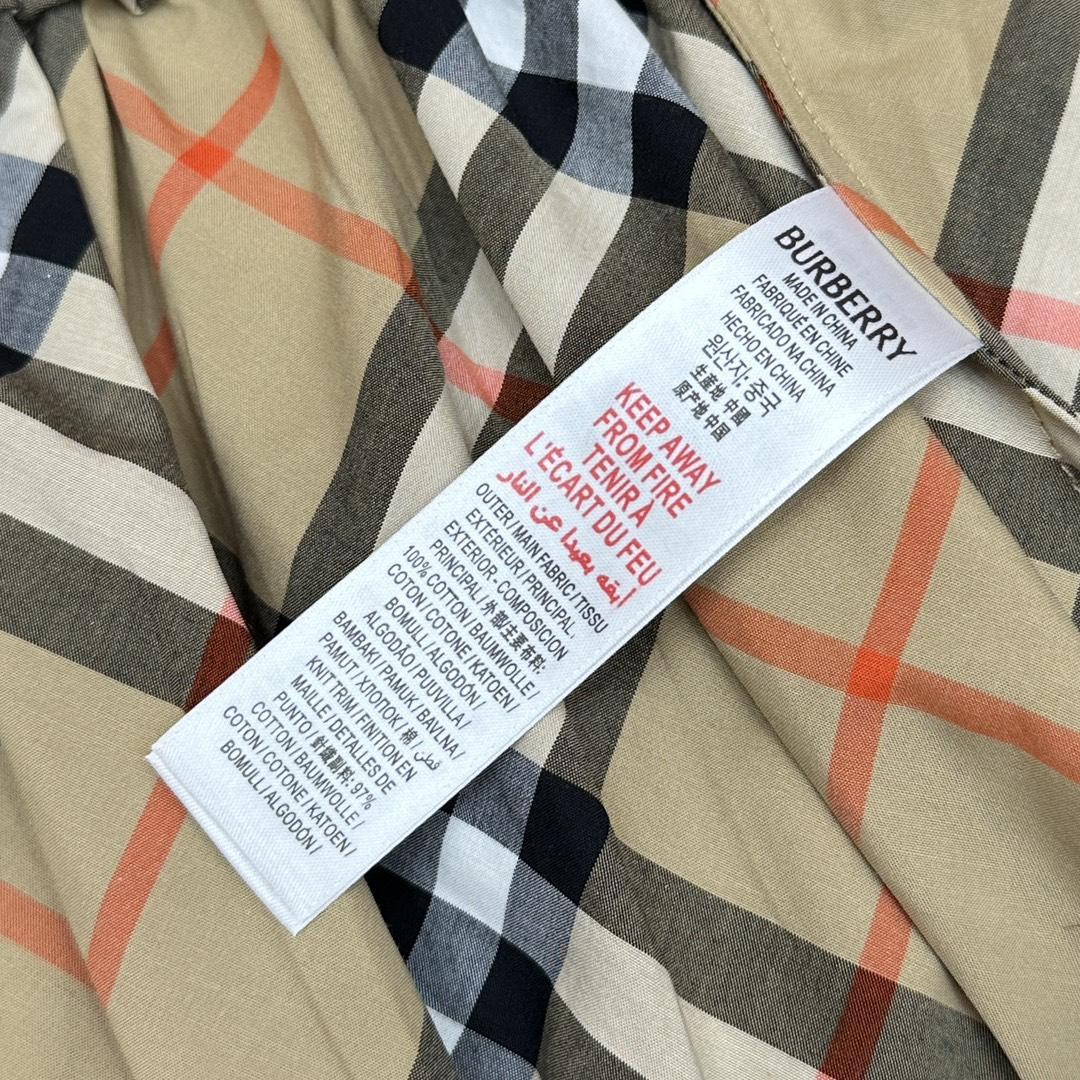 BURBERRY
MADE IN CHINA
FABRIQUÉ EN CHINE
FABRICADO NA CHINA
HECHO EN CHINA
원산지: 중국
生産地 中國
原产地 中国
KEEP AWAY
FROM FIRE
TENIR A
L'ÉCART DU FEU
أبقه بعيدا عن النار
OUTER/MAIN FABRIC/TISSU
EXTÉRIEUR/PRINCIPAL,
EXTERIOR - COMPOSICION
PRINCIPAL/外部主要布料:
100% COTTON/BAUMWOLLE/
COTON/COTONE/KATOEN/
BOMULL/ALGODÓN/
ALGODÃO/PUUVILLA/
BAMBAKI/PAMUK/BAVLNA/
PAMUT/ХЛОПОК/棉/قطن/
KNIT TRIM/FINITION EN
MAILLE/DETALLES DE
PUNTO/針織副料: 97%
COTTON/BAUMWOLLE/
COTON/COTONE/KATOEN/
BOMULL/ALGODÓN/